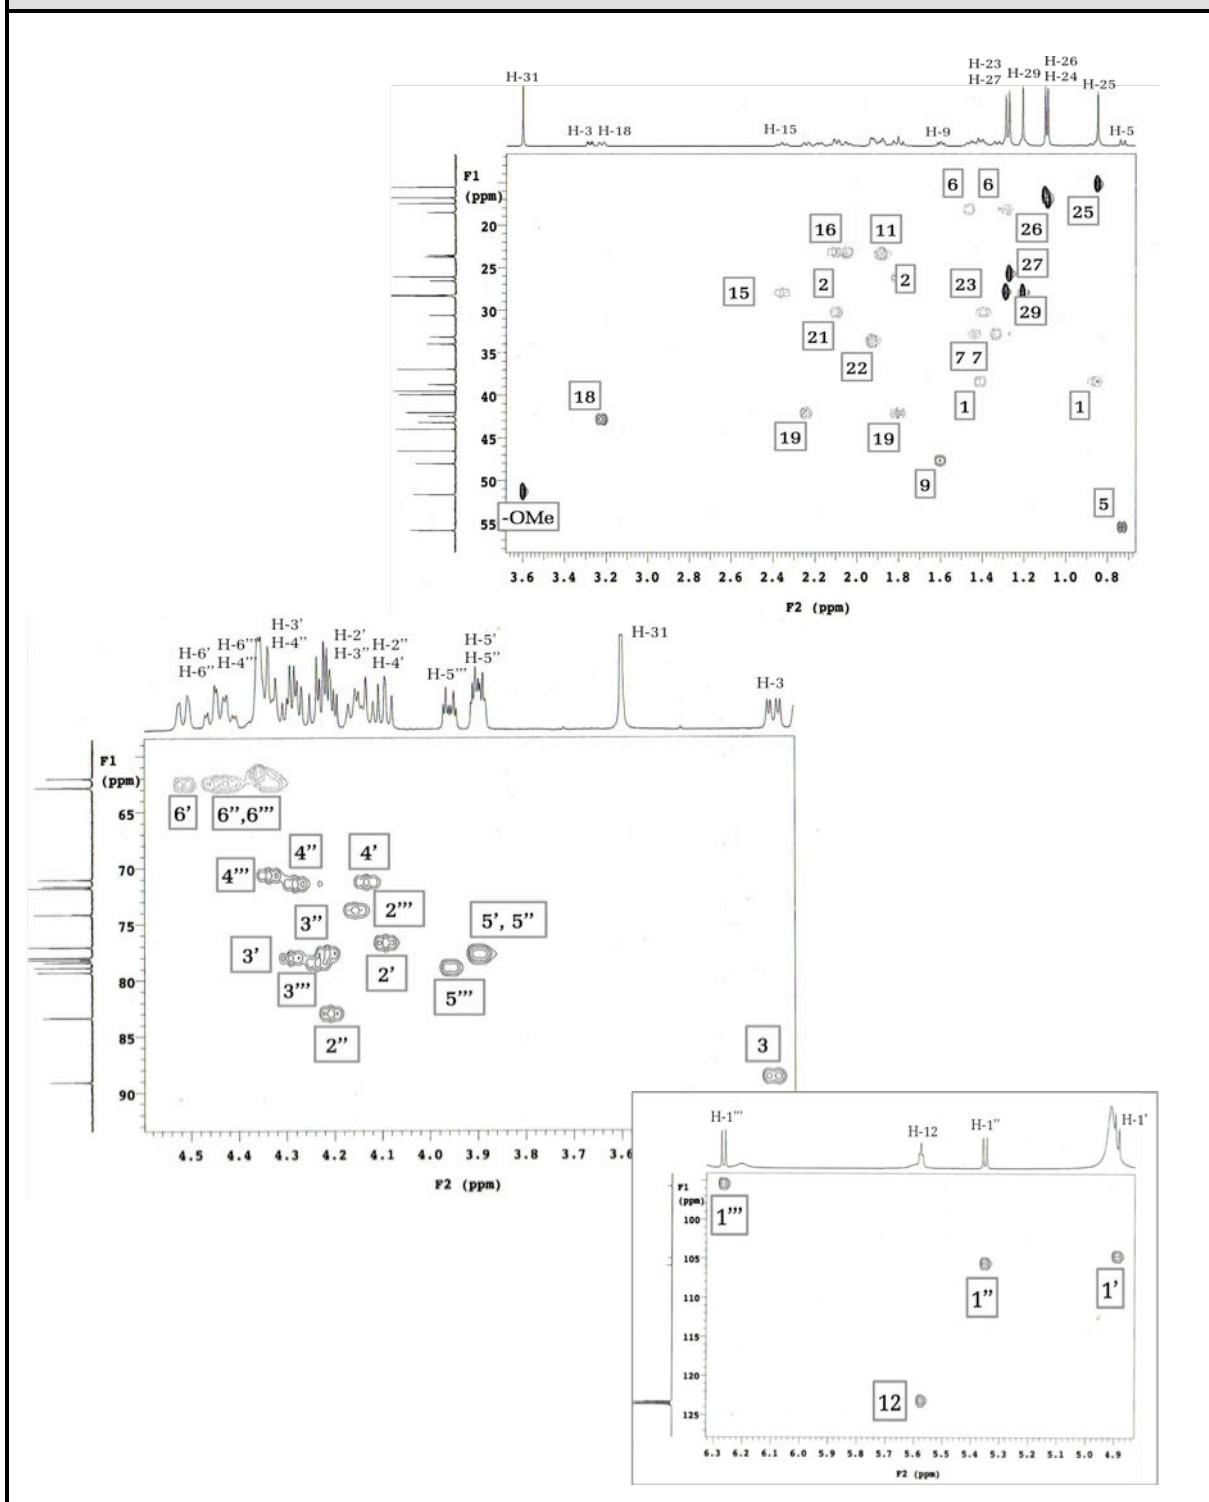 H-31
H-3 H-18
H-15
H-9
H-23
H-27
H-29
H-26
H-24
H-25
H-5
F1
(ppm)
20
25
30
35
40
45
50
55
6 6
25
16 11 26
27
15 2 2 23
29
21 22 7 7
18
1 1
19 19
9
-OMe
5
3.6 3.4 3.2 3.0 2.8 2.6 2.4 2.2 2.0 1.8 1.6 1.4 1.2 1.0 0.8
F2 (ppm)
H-6'
H-6''
H-6'''
H-4'''
H-3'
H-4''
H-2'
H-3''
H-2''
H-4'
H-5'''
H-5'
H-5''
H-31
H-3
F1
(ppm)
65
70
75
80
85
90
6' 6'',6'''
4'' 4'
4'''
2'''
3'' 5', 5''
3'
2'
3''' 5'''
2''
3
4.5 4.4 4.3 4.2 4.1 4.0 3.9 3.8 3.7 3.6
F2 (ppm)
H-1''' H-12 H-1'' H-1'
F1
(ppm)
100
105
110
115
120
125
1'''
1'' 1'
12
6.3 6.2 6.1 6.0 5.9 5.8 5.7 5.6 5.5 5.4 5.3 5.2 5.1 5.0 4.9
F2 (ppm)